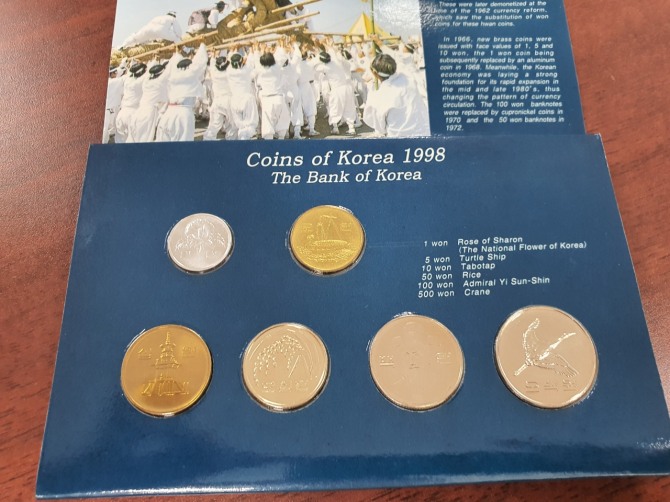 These were later demonetized at
time of the 1962 currency reform,
which saw the substitution of won
coins for these hwan coins.
In 1966, new brass coins were
issued with face values of 1, 5 and
10 won, the 1 won coin being
subsequently replaced by an aluminum
coin in 1968. Meanwhile, the Korean
economy was laying a strong
foundation for its rapid expansion in
the mid and late 1980's, thus
changing the pattern of currency
circulation. The 100 won banknotes
were replaced by cupronickel coins in
1970 and the 50 won banknotes in
1972.
Coins of Korea 1998
The Bank of Korea
1 won Rose of Sharon
(The National Flower of Korea)
5 won Turtle Ship
10 won Tabotap
50 won Rice
100 won Admiral Yi Sun-Shin
500 won Crane